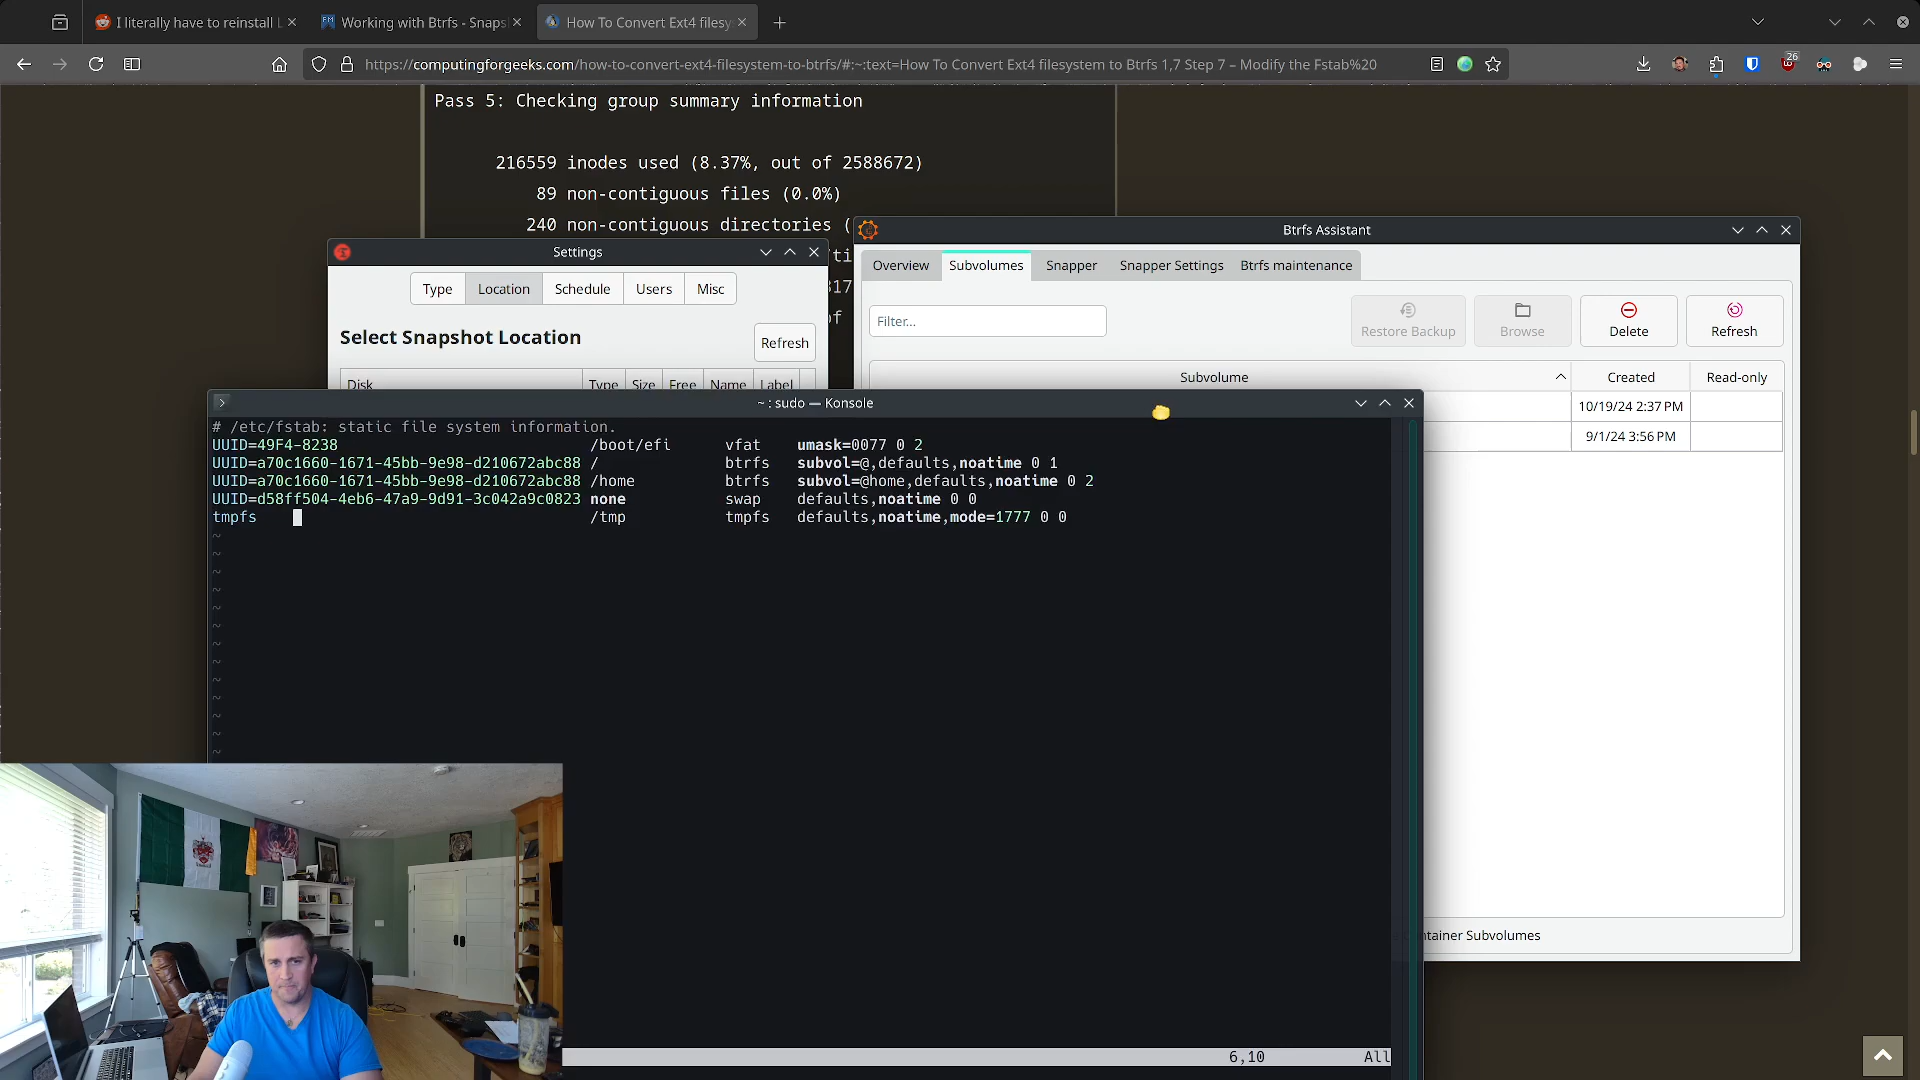 I literally have to reinstall L
Working with Btrfs - Snaps
How To Convert Ext4 filesy
https://computingforgeeks.com/how-to-convert-ext4-filesystem-to-btrfs/#:~:text=How To Convert Ext4 filesystem to Btrfs 1,7 Step 7 – Modify the Fstab%20
26
Pass 5: Checking group summary information
216559 inodes used (8.37%, out of 2588672)
89 non-contiguous files (0.0%)
240 non-contiguous directories (
Settings
Type
Location
Schedule
Users
Misc
Select Snapshot Location
Refresh
Disk
Type
Size
Free
Name
Label
Btrfs Assistant
Overview
Subvolumes
Snapper
Snapper Settings
Btrfs maintenance
Filter...
Restore Backup
Browse
Delete
Refresh
Subvolume
Created
Read-only
10/19/24 2:37 PM
9/1/24 3:56 PM
ntainer Subvolumes
~ : sudo — Konsole
# /etc/fstab: static file system information.
UUID=49F4-8238 /boot/efi vfat umask=0077 0 2
UUID=a70c1660-1671-45bb-9e98-d210672abc88 / btrfs subvol=@,defaults,noatime 0 1
UUID=a70c1660-1671-45bb-9e98-d210672abc88 /home btrfs subvol=@home,defaults,noatime 0 2
UUID=d58ff504-4eb6-47a9-9d91-3c042a9c0823 none swap defaults,noatime 0 0
tmpfs /tmp tmpfs defaults,noatime,mode=1777 0 0
~
~
~
~
~
~
~
~
~
~
~
~
~
6,10 All